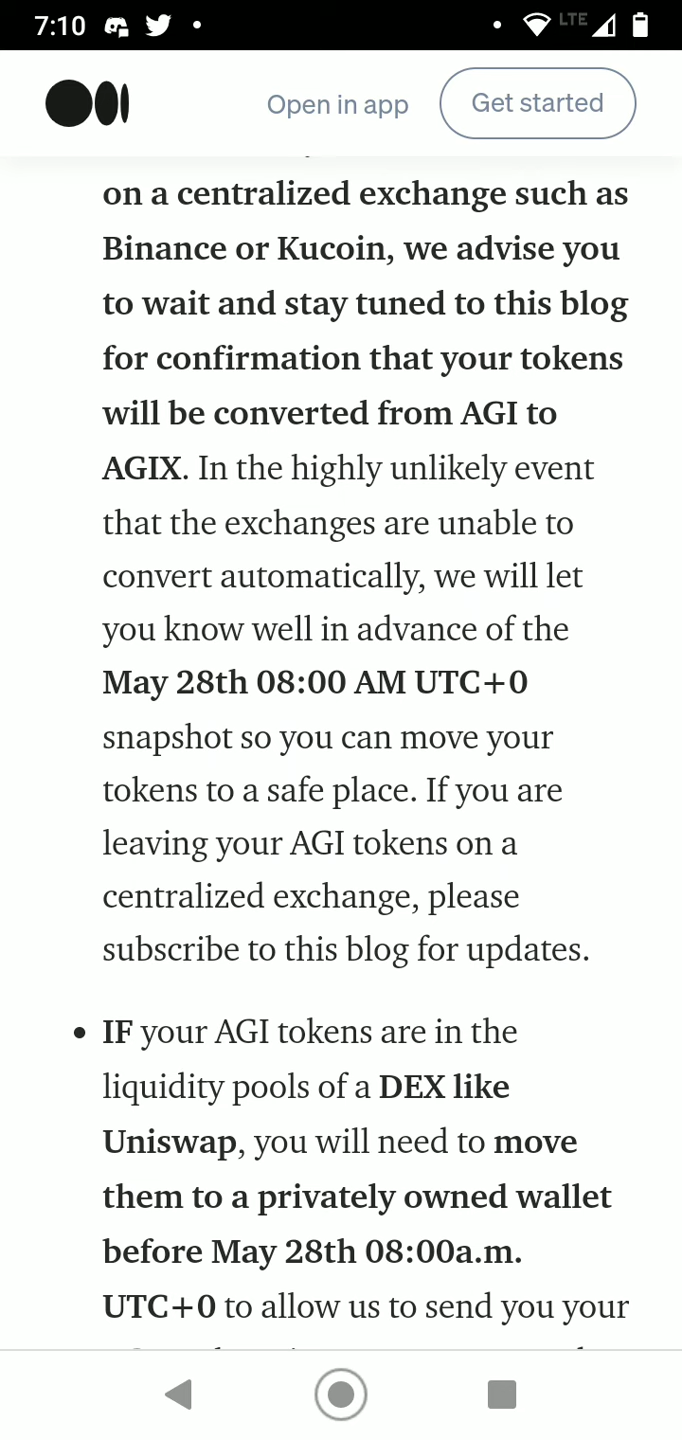 7:10
LTE
Open in app
Get started
on a centralized exchange such as
Binance or Kucoin, we advise you
to wait and stay tuned to this blog
for confirmation that your tokens
will be converted from AGI to
AGIX. In the highly unlikely event
that the exchanges are unable to
convert automatically, we will let
you know well in advance of the
May 28th 08:00 AM UTC+0
snapshot so you can move your
tokens to a safe place. If you are
leaving your AGI tokens on a
centralized exchange, please
subscribe to this blog for updates.
• IF your AGI tokens are in the
liquidity pools of a DEX like
Uniswap, you will need to move
them to a privately owned wallet
before May 28th 08:00a.m.
UTC+0 to allow us to send you your